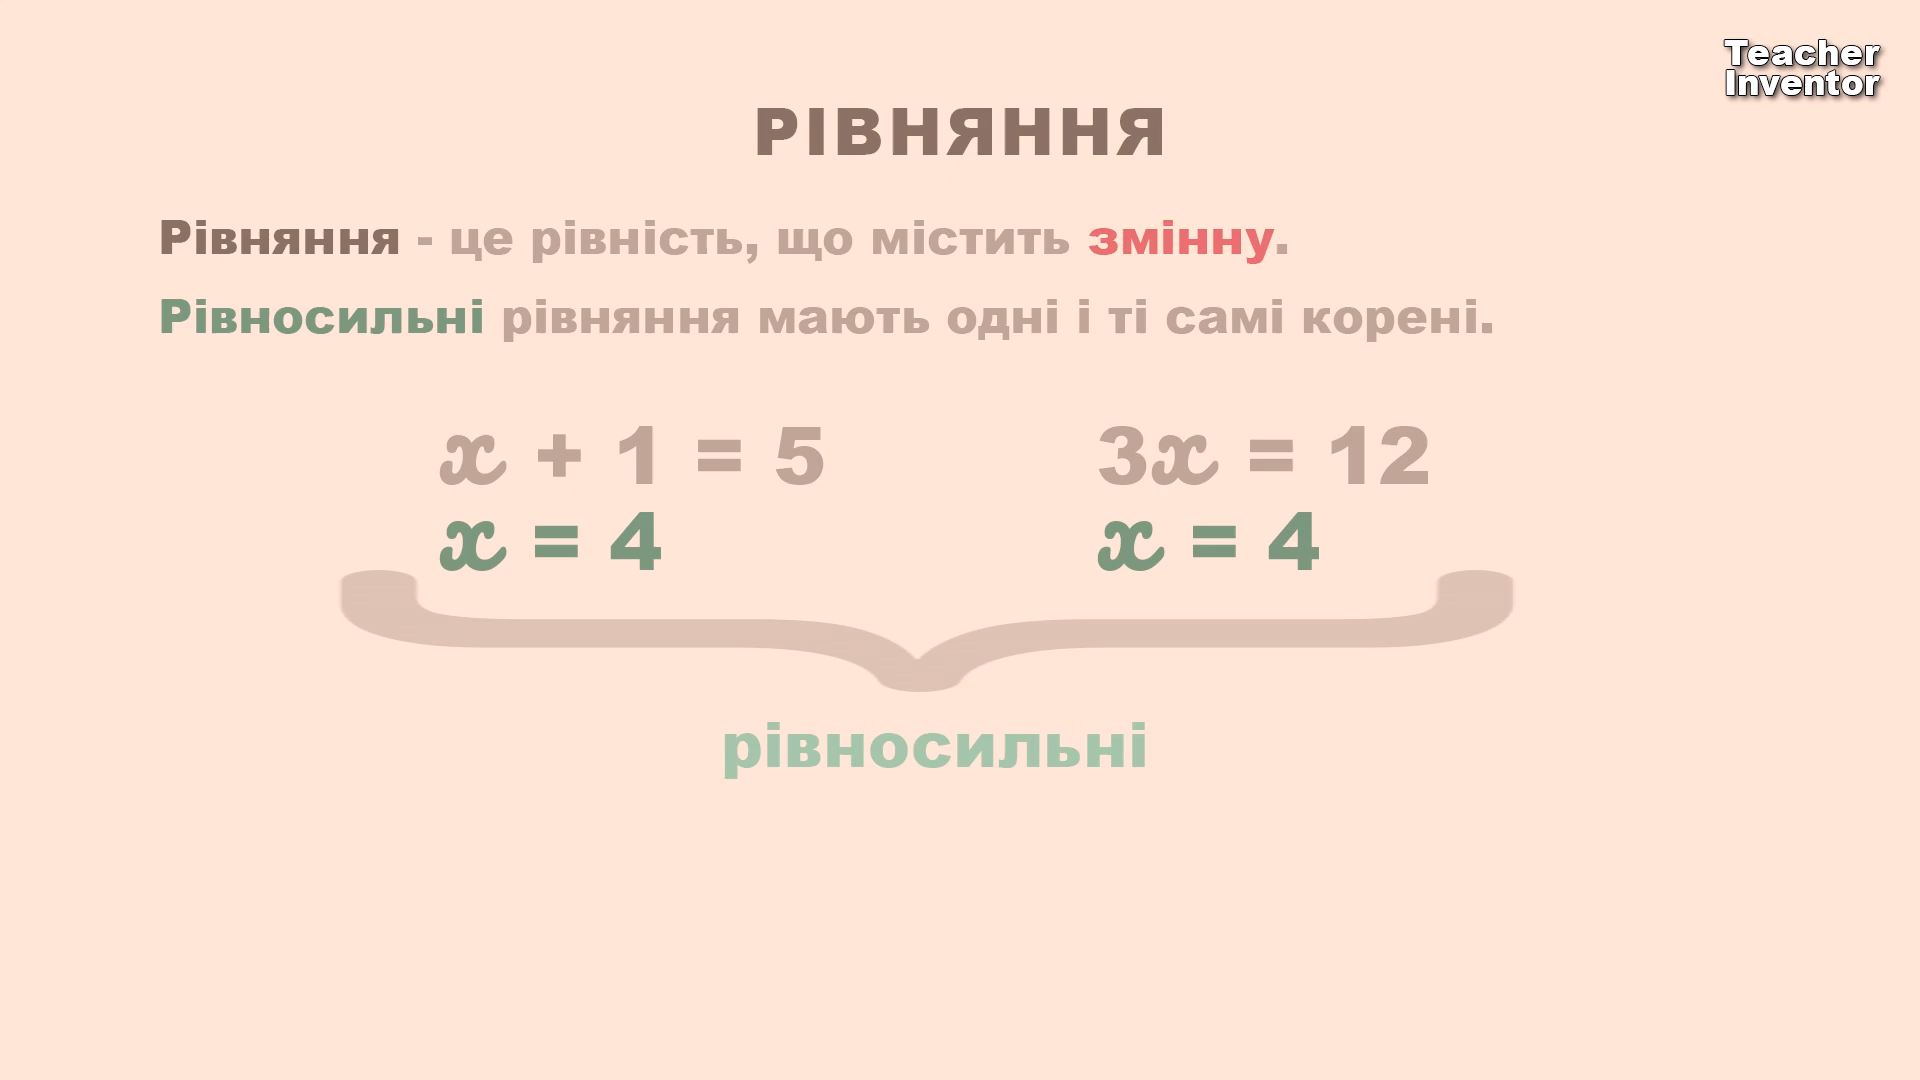 Teacher
Inventor
РІВНЯННЯ
Рівняння - це рівність, що містить змінну.
Рівносильні рівняння мають одні і ті самі корені.
x + 1 = 5 3x = 12
x = 4 x = 4
рівносильні